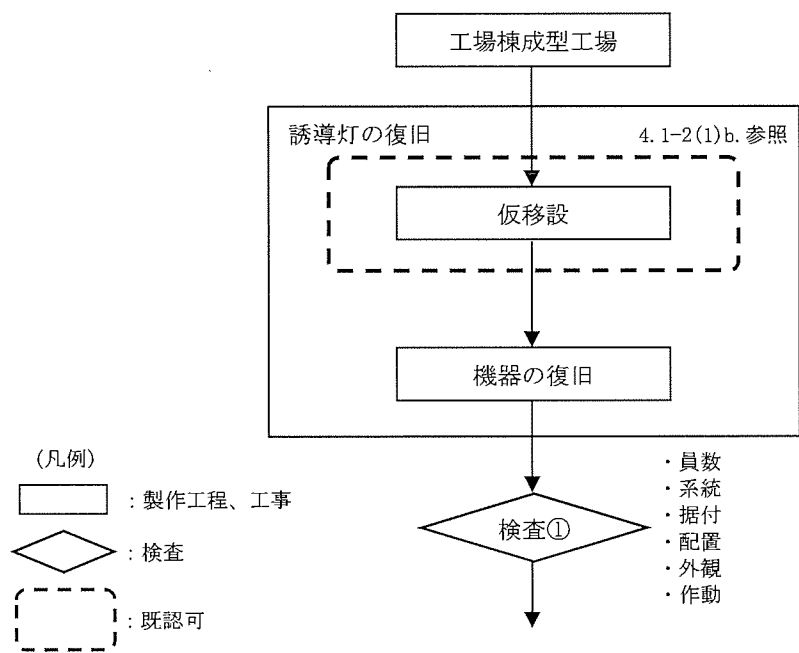 工場棟成型工場
誘導灯の復旧
4.1-2(1)b.参照
仮移設
機器の復旧
検査①
・員数
・系統
・据付
・配置
・外観
・作動
(凡例)
：製作工程、工事
：検査
：既認可